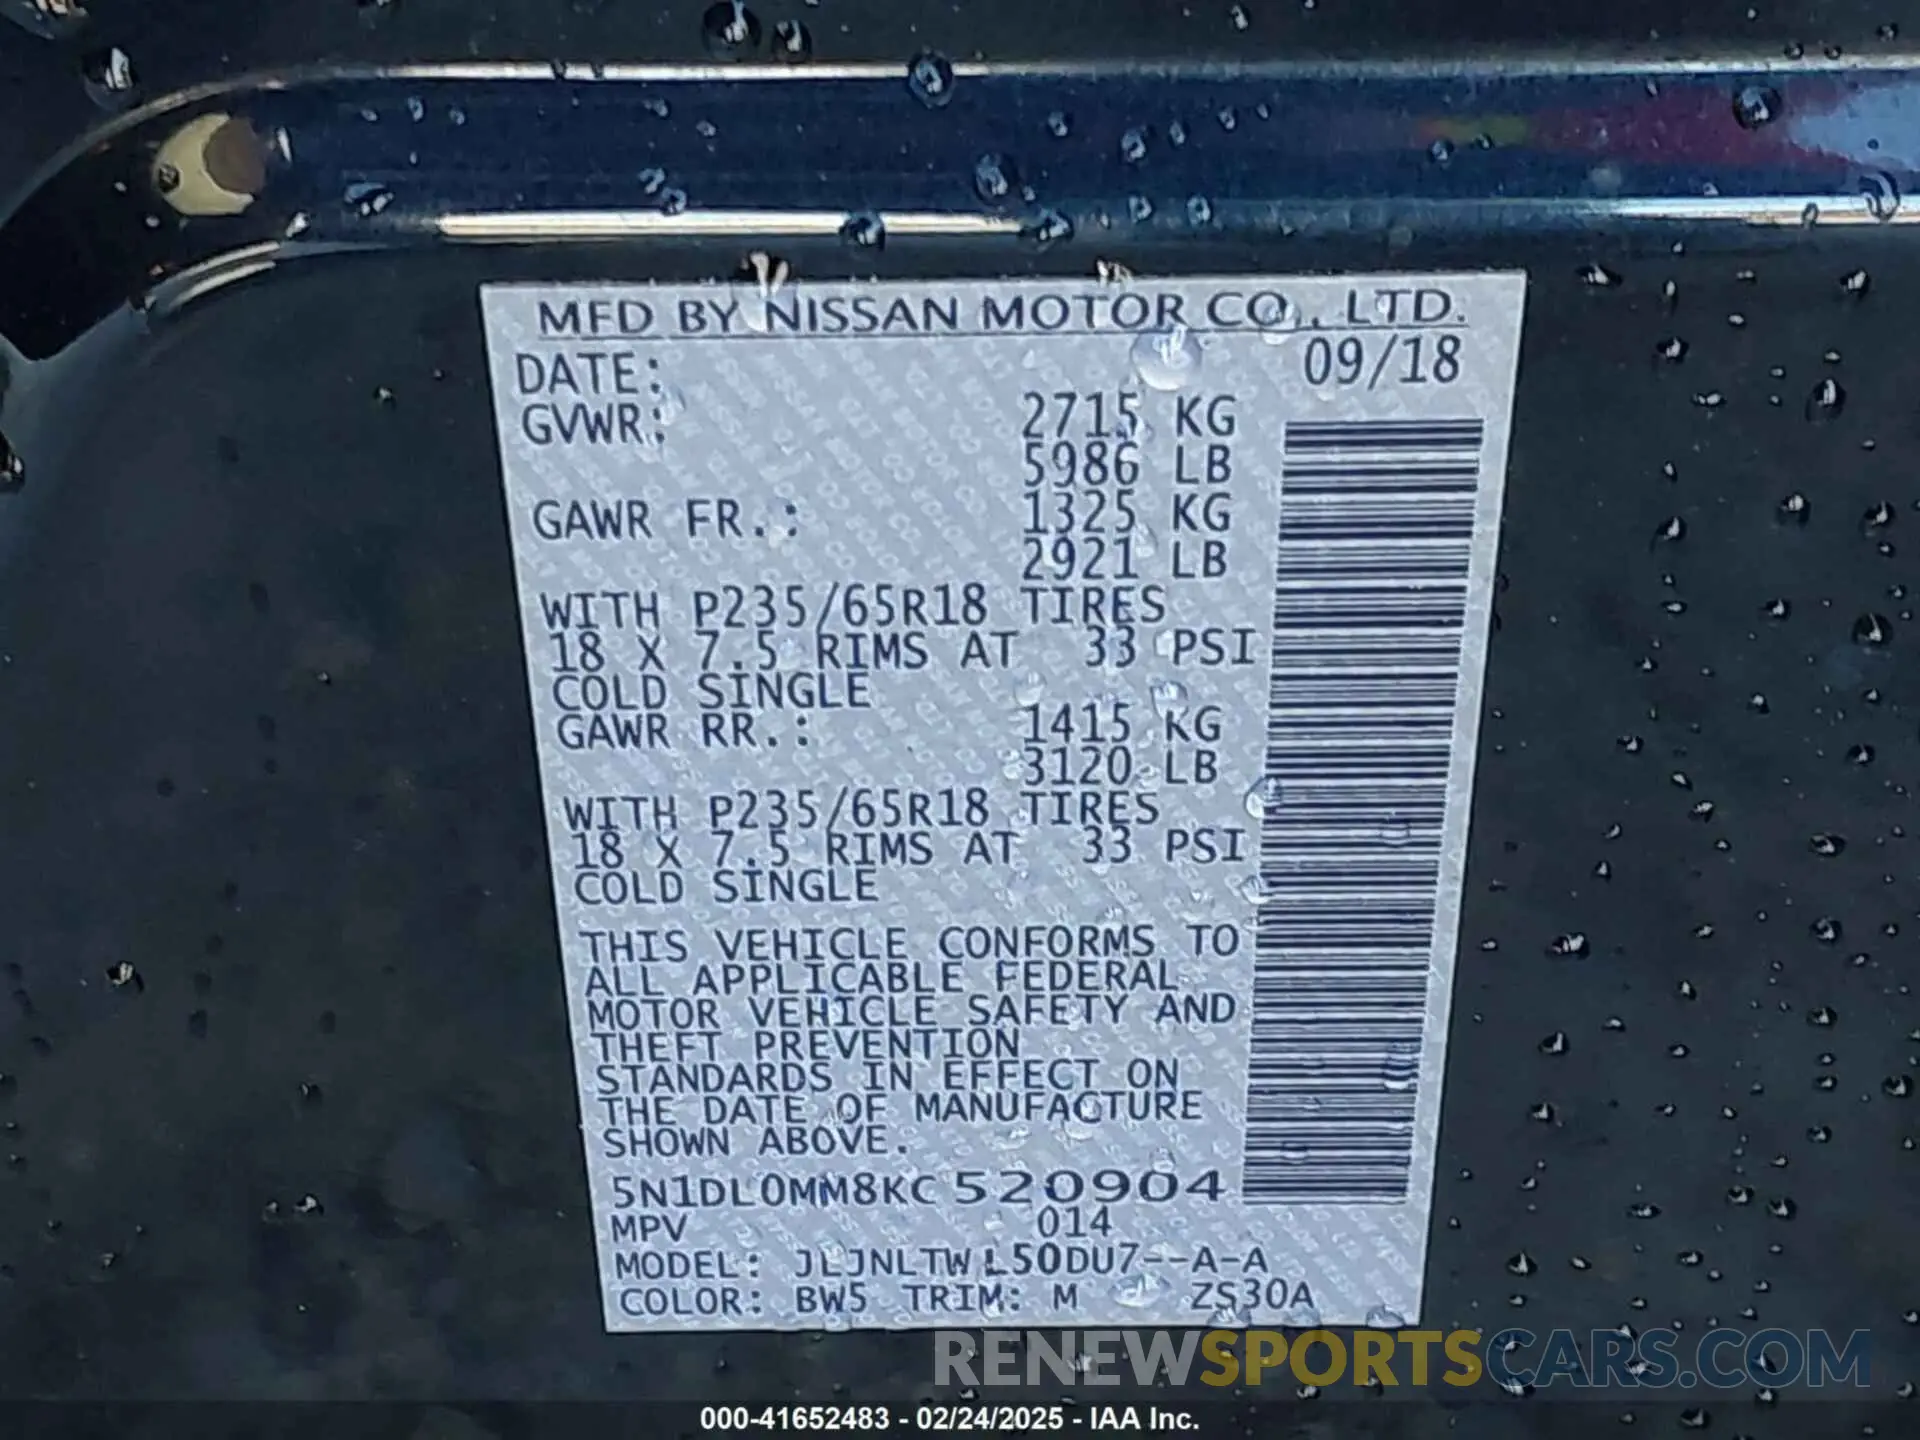 MFD BY NISSAN MOTOR CO., LTD.
DATE: 09/18
GVWR: 2715 KG
5986 LB
GAWR FR.: 1325 KG
2921 LB
WITH P235/65R18 TIRES
18 X 7.5 RIMS AT 33 PSI
COLD SINGLE
GAWR RR.: 1415 KG
3120 LB
WITH P235/65R18 TIRES
18 X 7.5 RIMS AT 33 PSI
COLD SINGLE
THIS VEHICLE CONFORMS TO
ALL APPLICABLE FEDERAL
MOTOR VEHICLE SAFETY AND
THEFT PREVENTION
STANDARDS IN EFFECT ON
THE DATE OF MANUFACTURE
SHOWN ABOVE.
5N1DL0MM8KC520904
MPV 014
MODEL: JLJNLTWL50DU7--A-A
COLOR: BW5 TRIM: M ZS30A
RENEWSPORTSCARS.COM
000-41652483 - 02/24/2025 - IAA Inc.